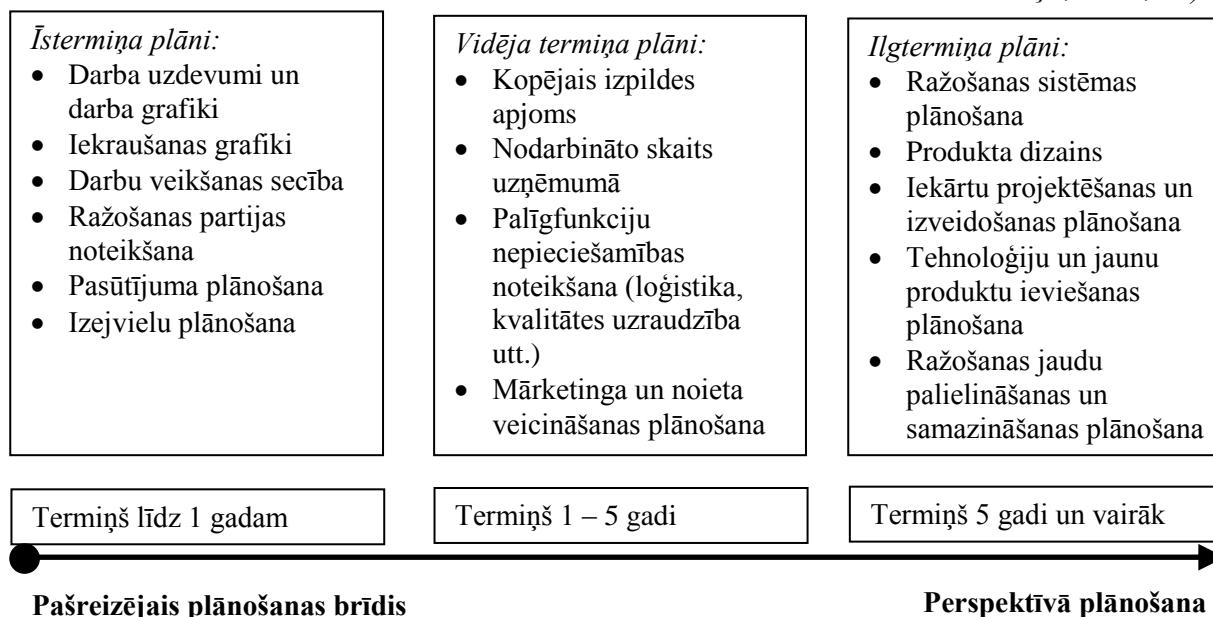 Īstermiņa plāni:
• Darba uzdevumi un
darba grafiki
• Iekraušanas grafiki
• Darbu veikšanas secība
• Ražošanas partijas
noteikšana
• Pasūtījuma plānošana
• Izejvielu plānošana
Vidēja termiņa plāni:
• Kopējais izpildes
apjoms
• Nodarbināto skaits
uzņēmumā
• Palīgfunkciju
nepieciešamības
noteikšana (loģistika,
kvalitātes uzraudzība
utt.)
• Mārketinga un noieta
veicināšanas plānošana
Ilgtermiņa plāni:
• Ražošanas sistēmas
plānošana
• Produkta dizains
• Iekārtu projektēšanas un
izveidošanas plānošana
• Tehnoloģiju un jaunu
produktu ieviešanas
plānošana
• Ražošanas jaudu
palielināšanas un
samazināšanas plānošana
Termiņš līdz 1 gadam
Termiņš 1 – 5 gadi
Termiņš 5 gadi un vairāk
Pašreizējais plānošanas brīdis
Perspektīvā plānošana